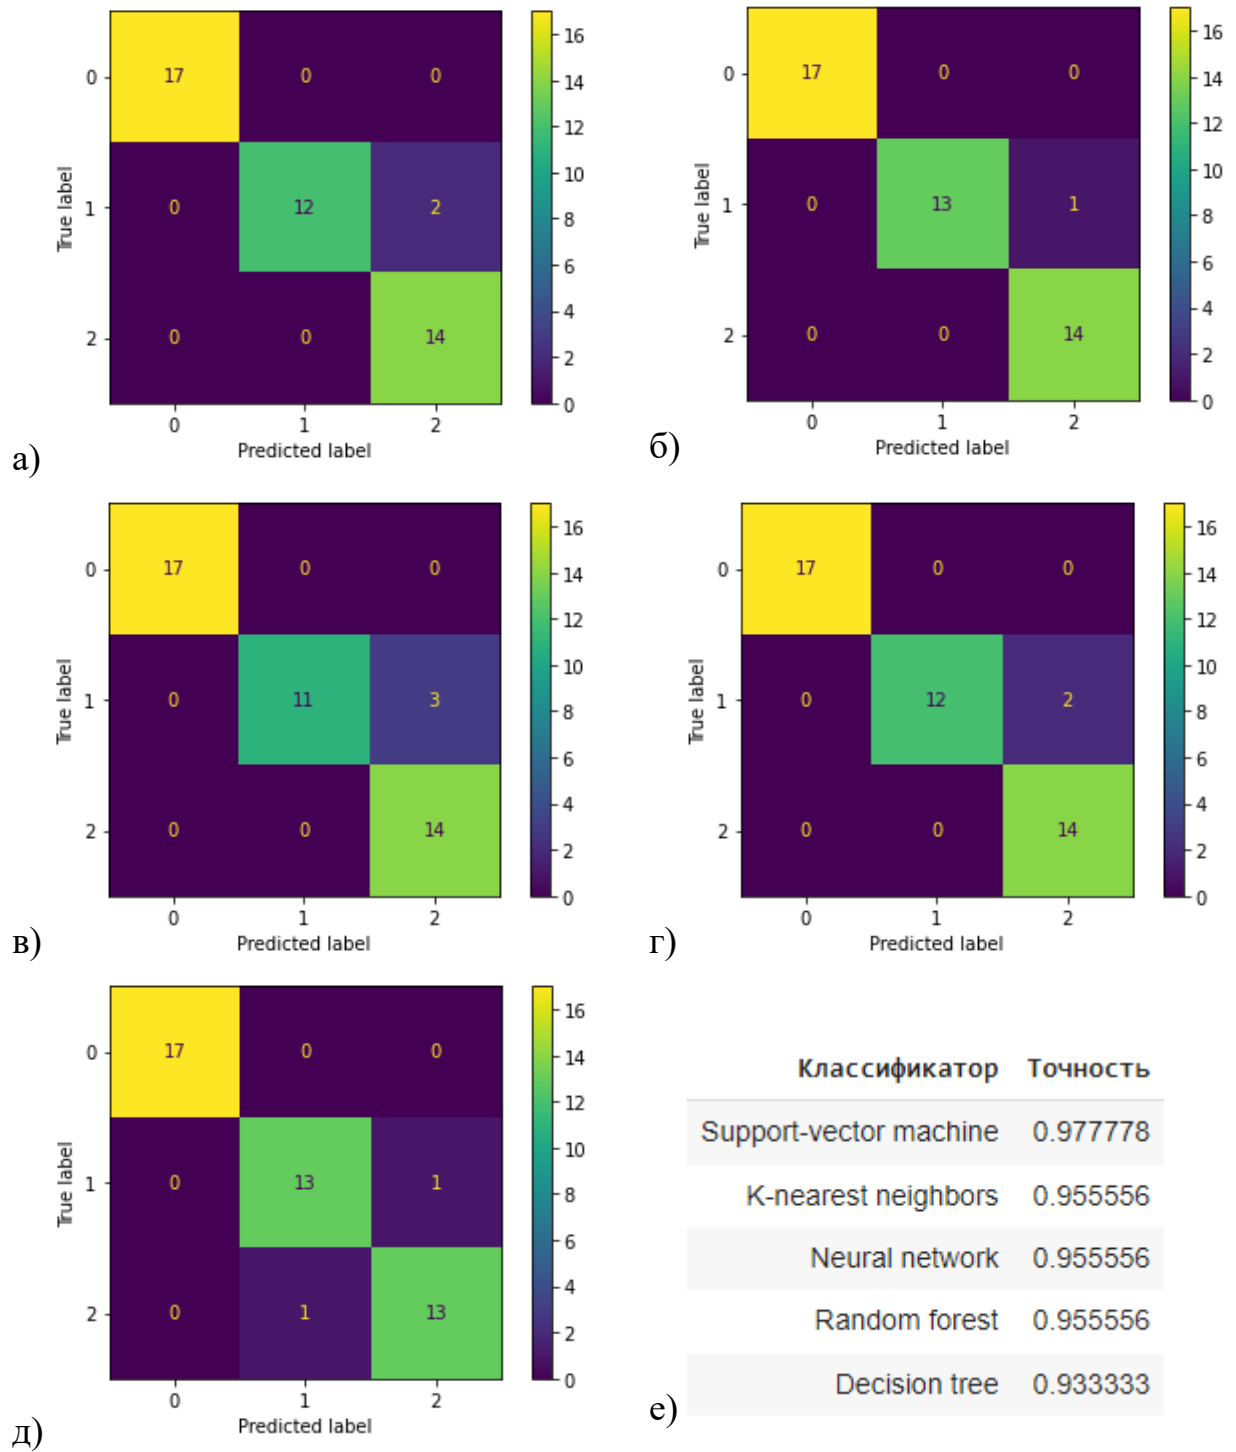 16
0 17 0 0
14
12
True label
10
1 0 12 2
8
6
4
2 0 0 14
2
0
0 1 2
Predicted label
а)
16
0 17 0 0
14
12
True label
10
1 0 13 1
8
6
4
2 0 0 14
2
0
0 1 2
Predicted label
б)
16
0 17 0 0
14
12
True label
10
1 0 11 3
8
6
4
2 0 0 14
2
0
0 1 2
Predicted label
в)
16
0 17 0 0
14
12
True label
10
1 0 12 2
8
6
4
2 0 0 14
2
0
0 1 2
Predicted label
г)
16
0 17 0 0
14
12
True label
10
1 0 13 1
8
6
4
2 0 1 13
2
0
0 1 2
Predicted label
д)
Классификатор Точность
Support-vector machine 0.977778
K-nearest neighbors 0.955556
Neural network 0.955556
Random forest 0.955556
Decision tree 0.933333
е)